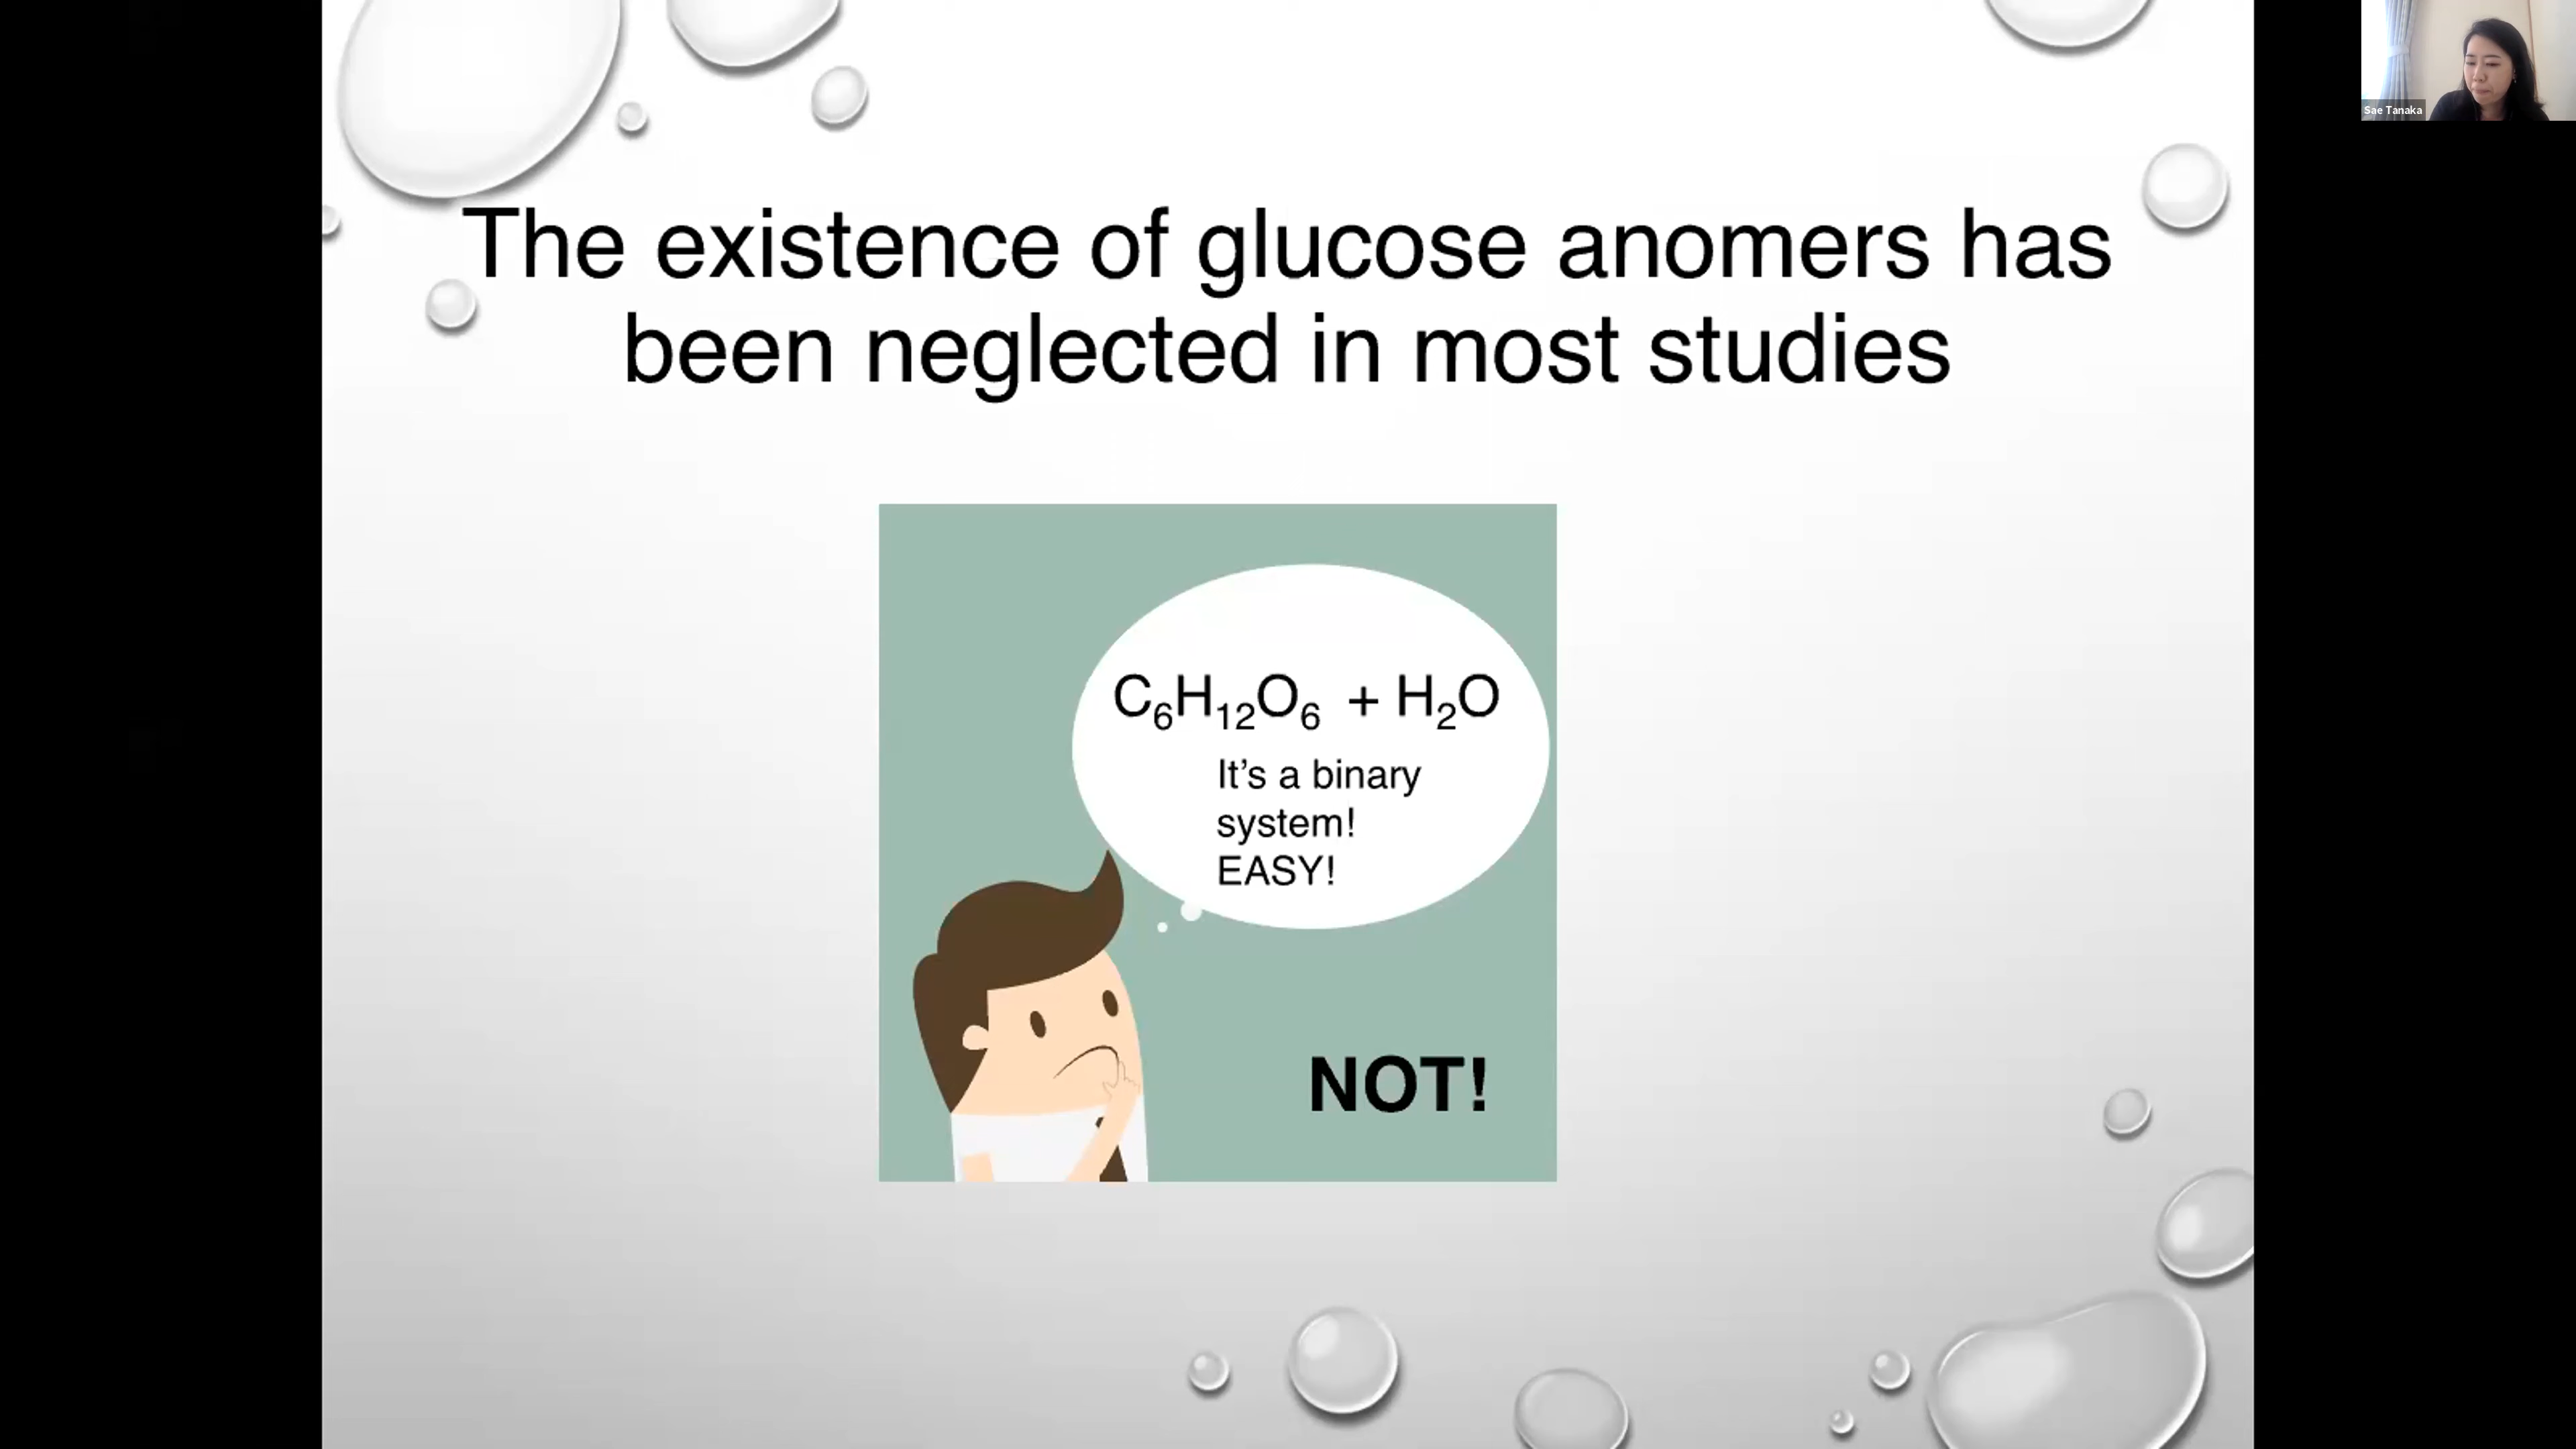 Sae Tanaka
The existence of glucose anomers has
been neglected in most studies
C₆H₁₂O₆ + H₂O
It’s a binary
system!
EASY!
NOT!